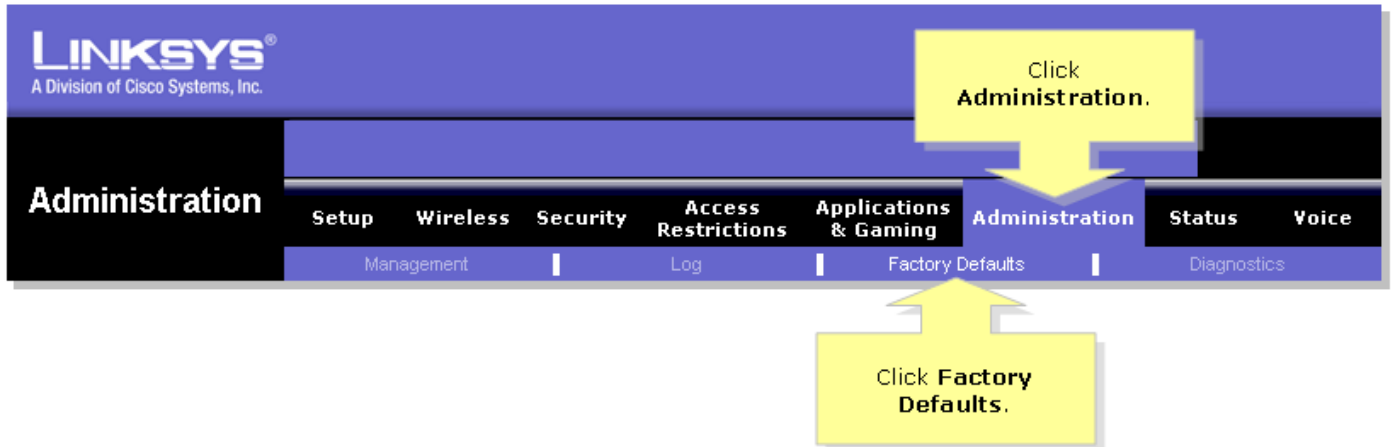 LINKSYS®
A Division of Cisco Systems, Inc.
Click
Administration.
Administration
Setup Wireless Security Access Restrictions Applications & Gaming Administration Status Voice
Management Log Factory Defaults Diagnostics
Click Factory
Defaults.